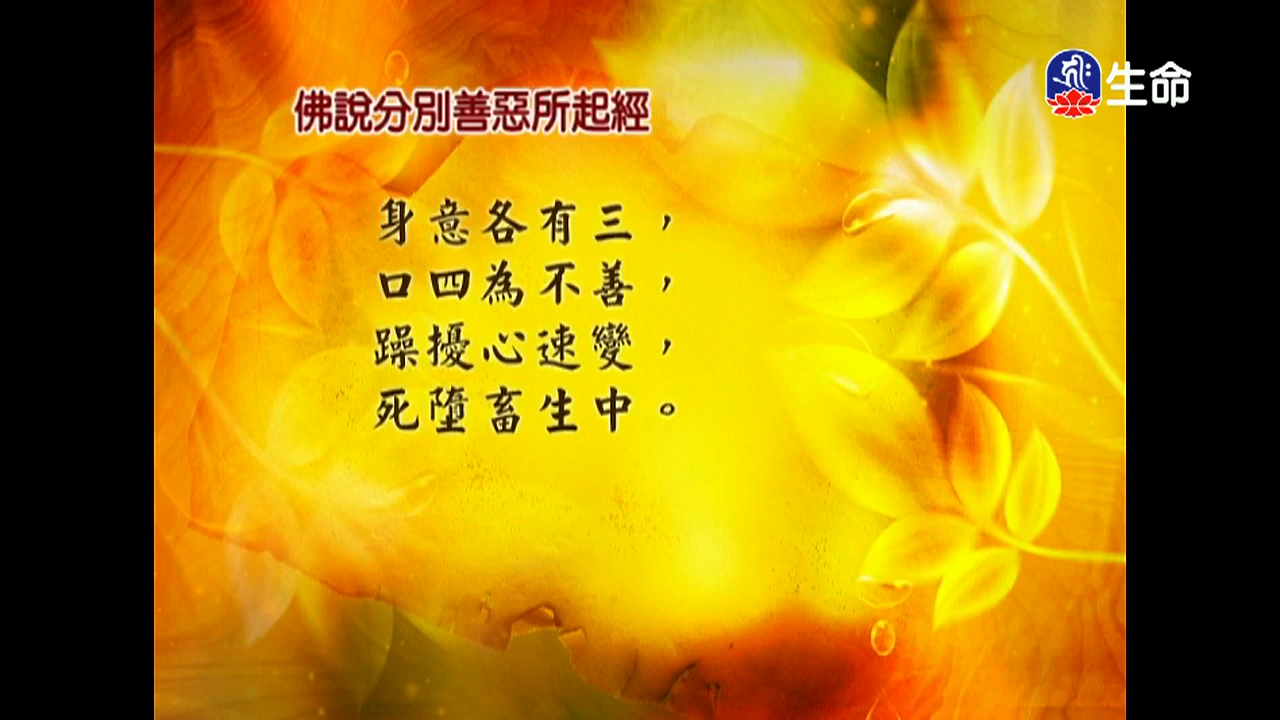 生命
佛說分別善惡所起經
身意各有三，
口四為不善，
躁擾心速變，
死墮畜生中。